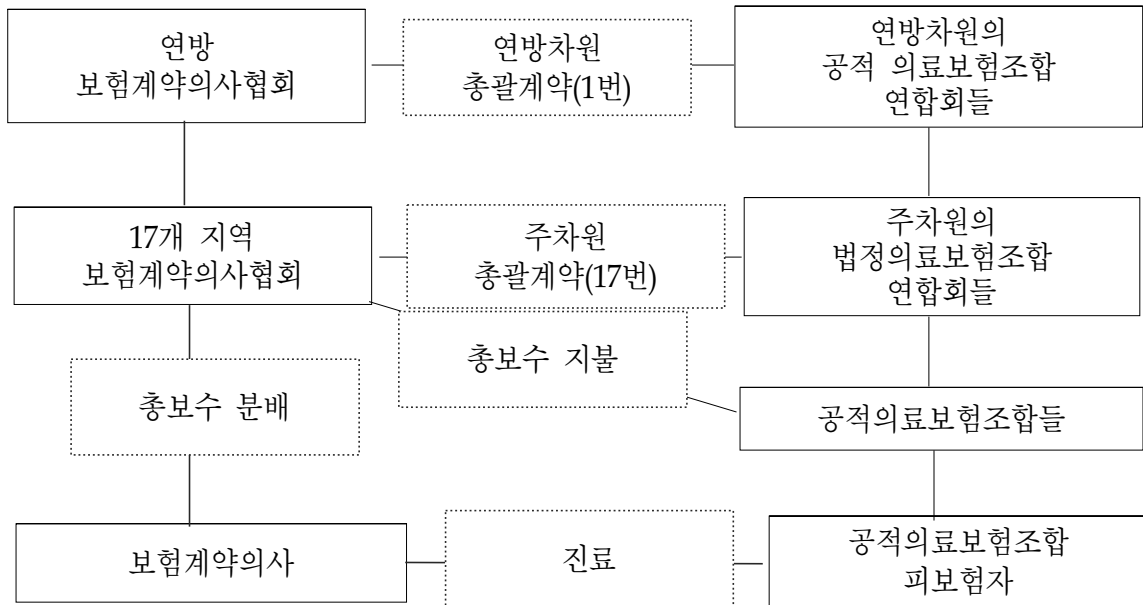 연방
보험계약의사협회
연방차원
총괄계약(1번)
연방차원의
공적 의료보험조합
연합회들
17개 지역
보험계약의사협회
주차원
총괄계약(17번)
주차원의
법정의료보험조합
연합회들
총보수 지불
총보수 분배
공적의료보험조합들
보험계약의사
진료
공적의료보험조합
피보험자